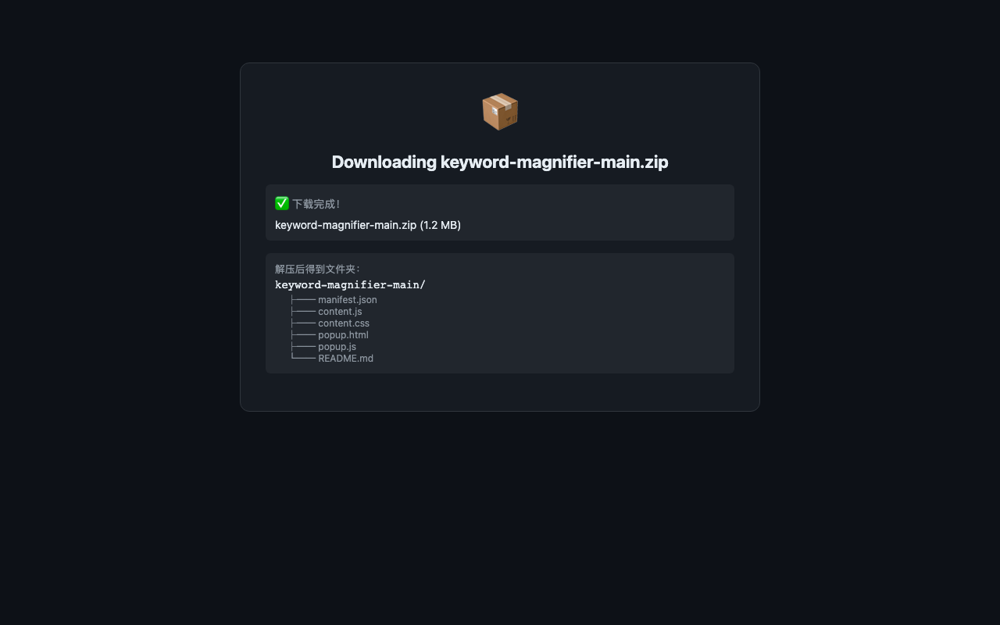 Downloading keyword-magnifier-main.zip
✅ 下载完成！
keyword-magnifier-main.zip (1.2 MB)
解压后得到文件夹：
keyword-magnifier-main/
├── manifest.json
├── content.js
├── content.css
├── popup.html
├── popup.js
└── README.md